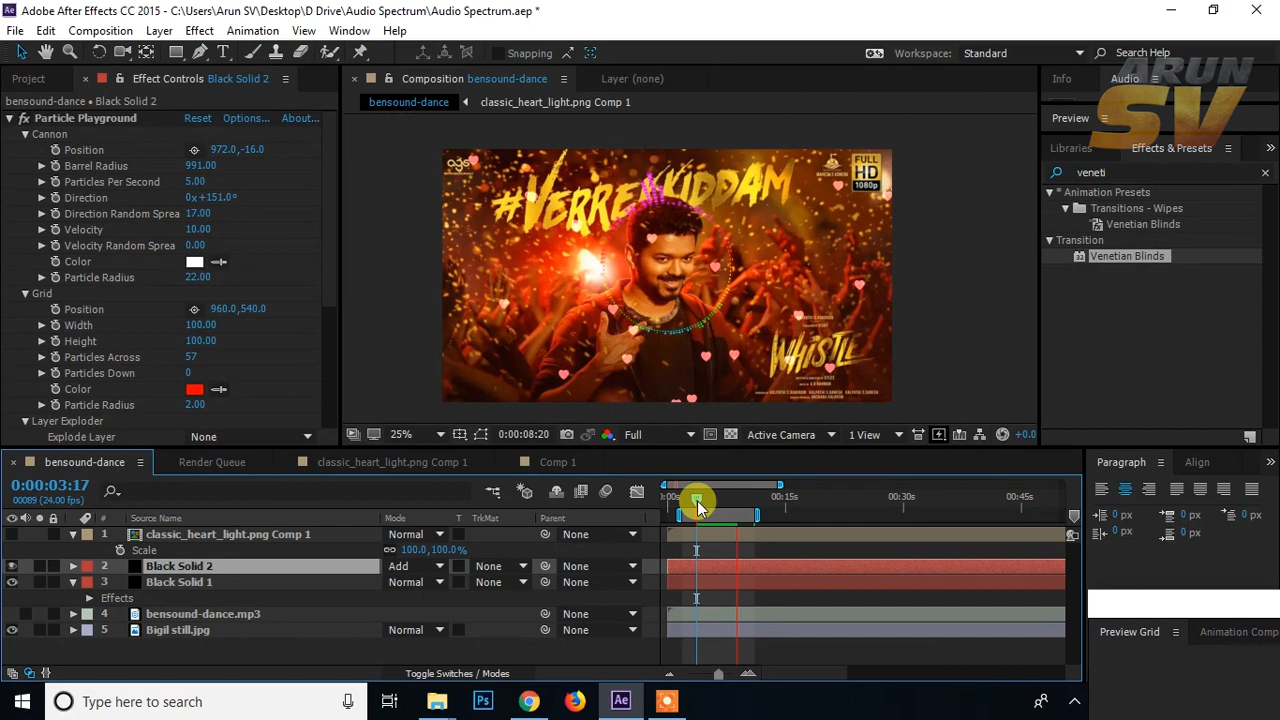 Adobe After Effects CC 2015 - C:\Users\Arun SV\Desktop\D Drive\Audio Spectrum\Audio Spectrum.aep *
File Edit Composition Layer Effect Animation View Window Help
Snapping
Workspace: Standard
Search Help
ARUN
SV
Project
Effect Controls Black Solid 2
Composition bensound-dance
Layer (none)
Info
Audio
bensound-dance • Black Solid 2
bensound-dance
classic_heart_light.png Comp 1
Particle Playground Reset Options... About...
Cannon
Position 972.0,-16.0
Barrel Radius 991.00
Particles Per Second 5.00
Direction 0x+151.0°
Direction Random Sprea 17.00
Velocity 10.00
Velocity Random Sprea 0.00
Color
Particle Radius 22.00
Grid
Position 960.0,540.0
Width 100.00
Height 100.00
Particles Across 57
Particles Down 0
Color
Particle Radius 2.00
Layer Exploder
Explode Layer None
ags
FULL
HD
1080p
#VERREKKIDDAM
WHISTLE
Preview
Libraries
Effects & Presets
veneti
* Animation Presets
Transitions - Wipes
Venetian Blinds
Transition
Venetian Blinds
25%
0:00:08:20
Full
Active Camera
1 View
+0.0
bensound-dance
Render Queue
classic_heart_light.png Comp 1
Comp 1
0:00:03:17
00089 (24.00 fps)
:00s 00:15s 00:30s 00:45s
# Source Name Mode T TrkMat Parent
1 classic_heart_light.png Comp 1 Normal None
Scale 100.0,100.0%
2 Black Solid 2 Add None None
3 Black Solid 1 Normal None None
Effects
4 bensound-dance.mp3 None
5 Bigil still.jpg Normal None
Toggle Switches / Modes
Paragraph
Align
0 px 0 px 0 px
0 px 0 px
Preview Grid
Animation Comp
Type here to search
Ps
Ae